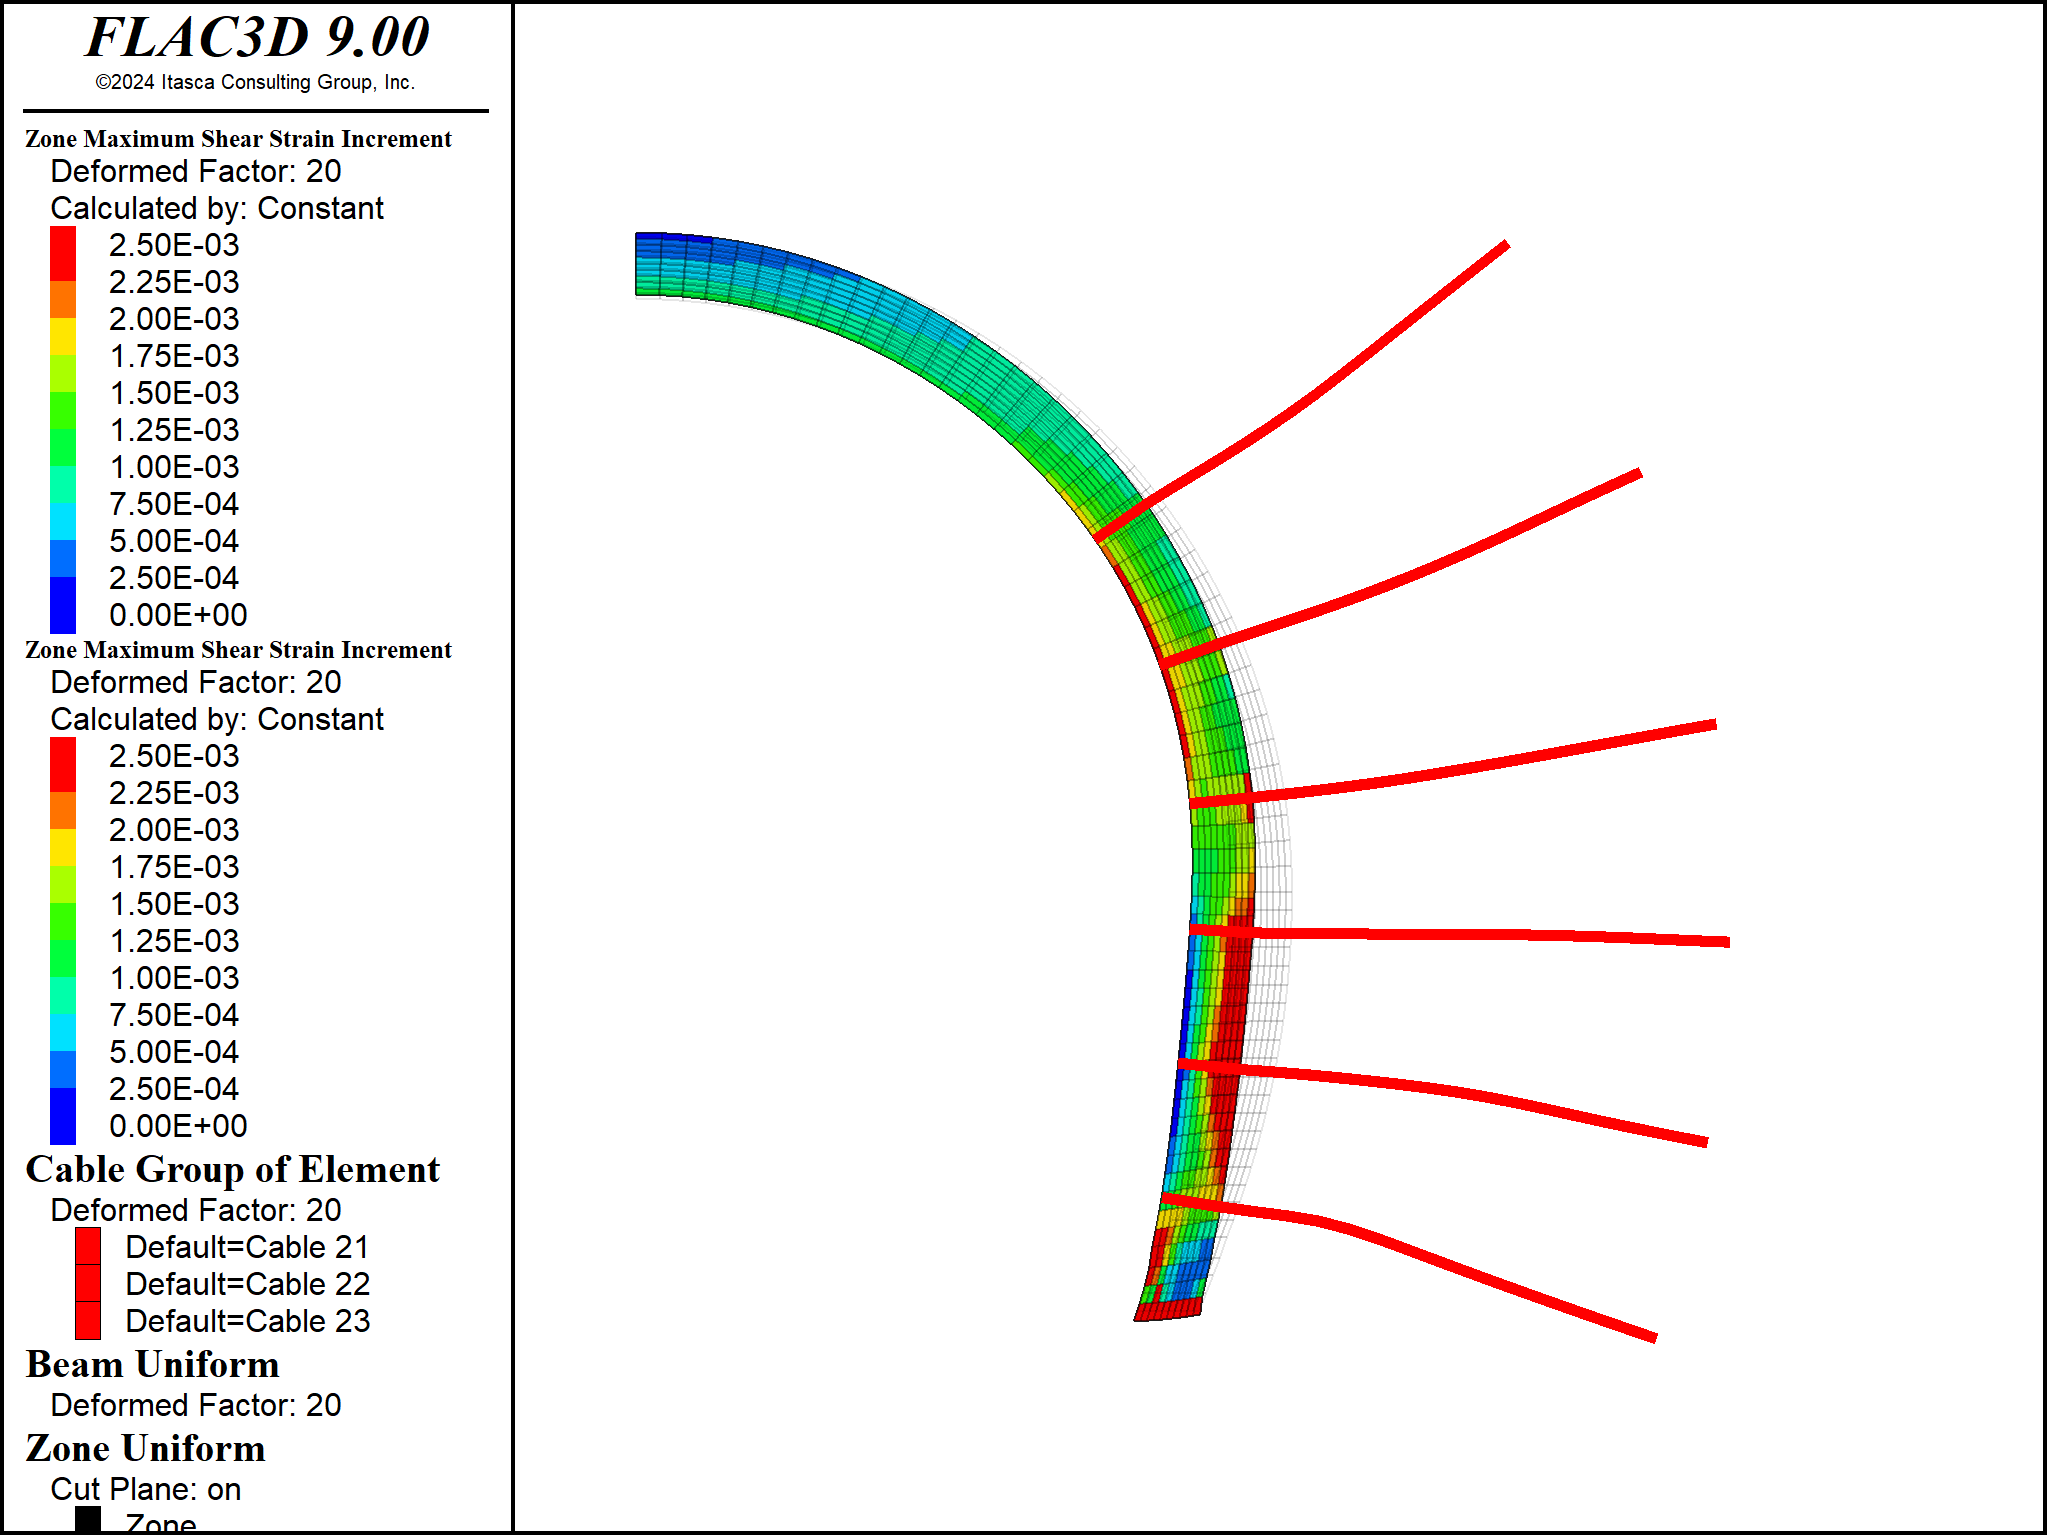 FLAC3D 9.00
©2024 Itasca Consulting Group, Inc.
Zone Maximum Shear Strain Increment
Deformed Factor: 20
Calculated by: Constant
2.50E-03
2.25E-03
2.00E-03
1.75E-03
1.50E-03
1.25E-03
1.00E-03
7.50E-04
5.00E-04
2.50E-04
0.00E+00
Zone Maximum Shear Strain Increment
Deformed Factor: 20
Calculated by: Constant
2.50E-03
2.25E-03
2.00E-03
1.75E-03
1.50E-03
1.25E-03
1.00E-03
7.50E-04
5.00E-04
2.50E-04
0.00E+00
Cable Group of Element
Deformed Factor: 20
Default=Cable 21
Default=Cable 22
Default=Cable 23
Beam Uniform
Deformed Factor: 20
Zone Uniform
Cut Plane: on
Zone